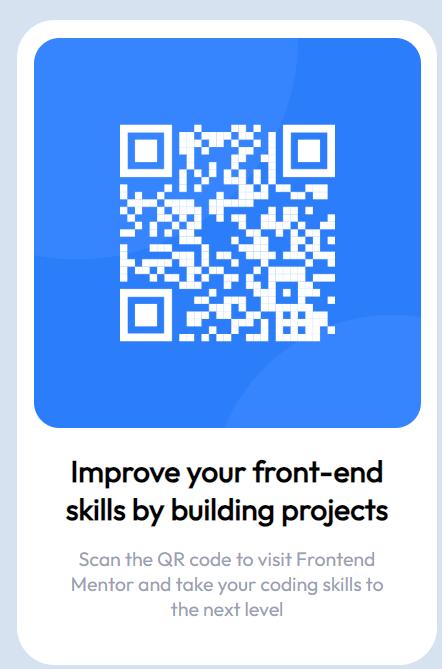 Improve your front-end
skills by building projects
Scan the QR code to visit Frontend
Mentor and take your coding skills to
the next level